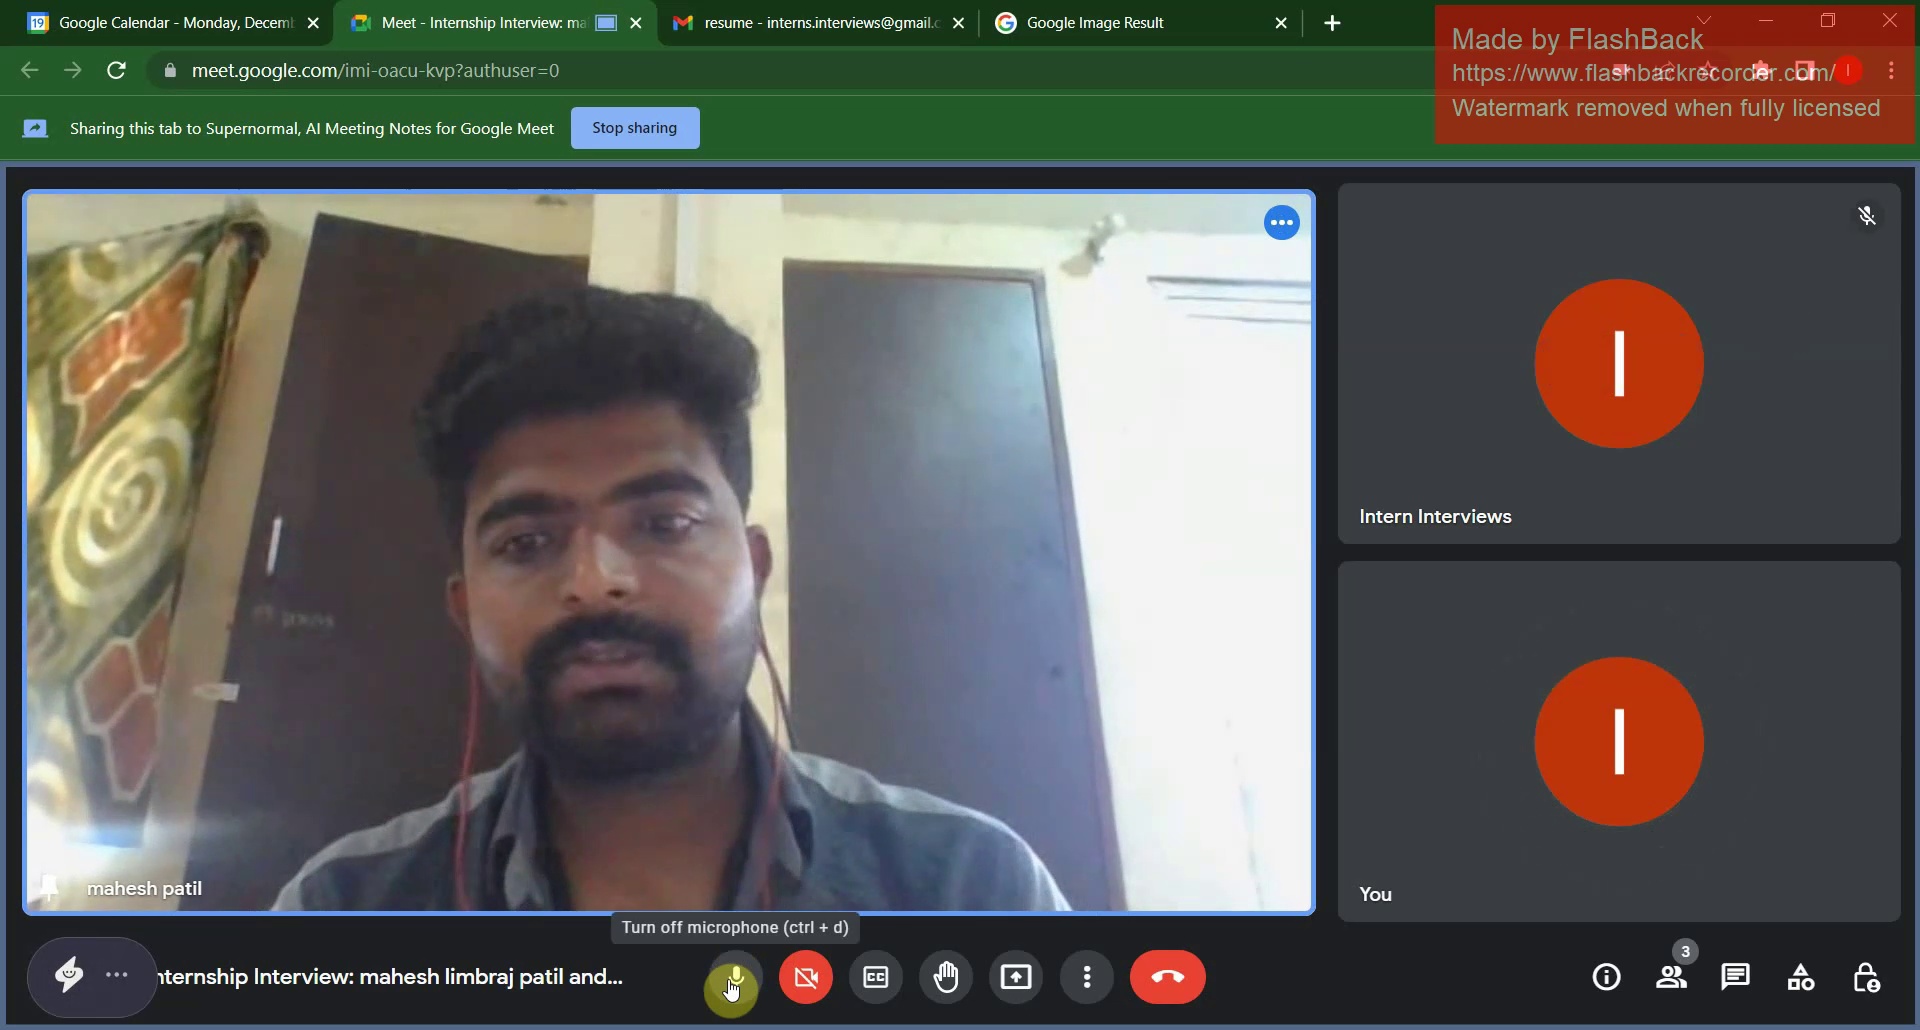 Google Calendar - Monday, Decemb
Meet - Internship Interview: ma
resume - interns.interviews@gmail.c
Google Image Result
Made by FlashBack
https://www.flashbackrecorder.com/
Watermark removed when fully licensed
meet.google.com/imi-oacu-kvp?authuser=0
Sharing this tab to Supernormal, AI Meeting Notes for Google Meet
Stop sharing
Intern Interviews
mahesh patil
You
Turn off microphone (ctrl + d)
nternship Interview: mahesh limbraj patil and...
3